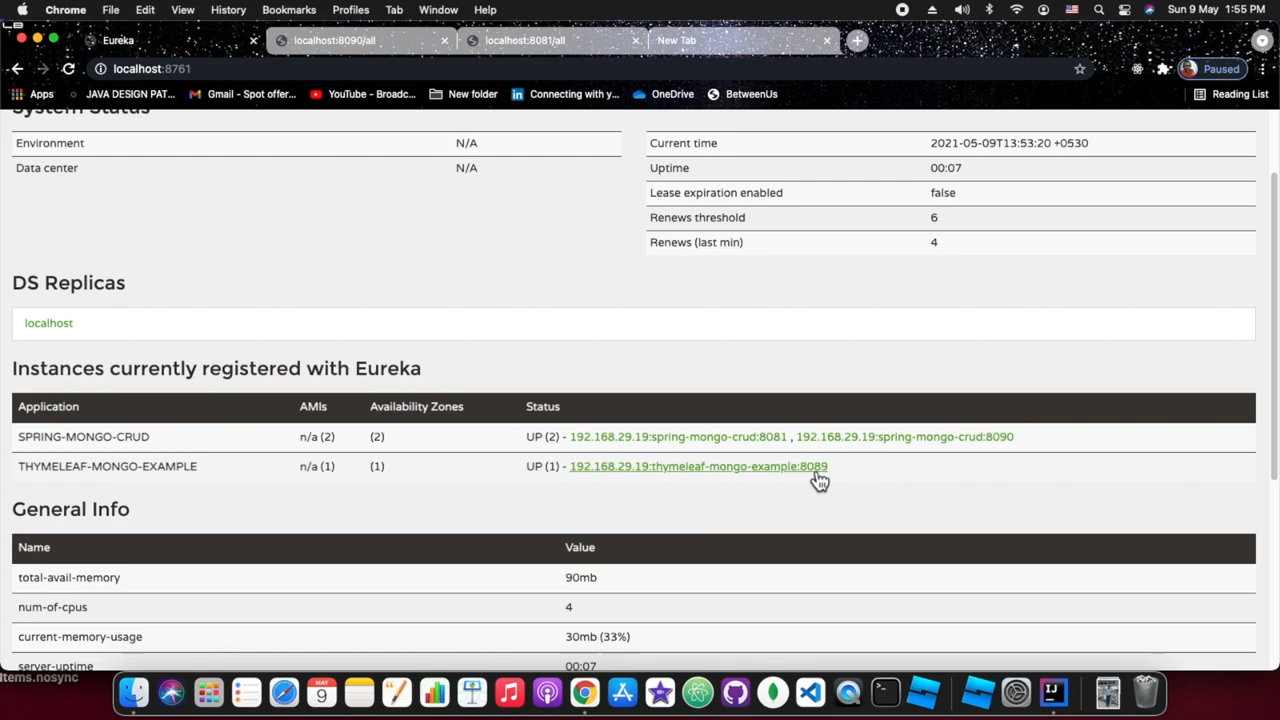 Chrome File Edit View History Bookmarks Profiles Tab Window Help Sun 9 May 1:55 PM
Eureka localhost:8090/all localhost:8081/all New Tab
localhost:8761 Paused
Apps JAVA DESIGN PAT... Gmail - Spot offer... YouTube - Broadc... New folder Connecting with y... OneDrive BetweenUs Reading List
System Status
Environment N/A Current time 2021-05-09T13:53:20 +0530
Data center N/A Uptime 00:07
Lease expiration enabled false
Renews threshold 6
Renews (last min) 4
DS Replicas
localhost
Instances currently registered with Eureka
Application AMIs Availability Zones Status
SPRING-MONGO-CRUD n/a (2) (2) UP (2) - 192.168.29.19:spring-mongo-crud:8081 , 192.168.29.19:spring-mongo-crud:8090
THYMELEAF-MONGO-EXAMPLE n/a (1) (1) UP (1) - 192.168.29.19:thymeleaf-mongo-example:8089
General Info
Name Value
total-avail-memory 90mb
num-of-cpus 4
current-memory-usage 30mb (33%)
server-uptime 00:07
Items.nosync
MAY
9